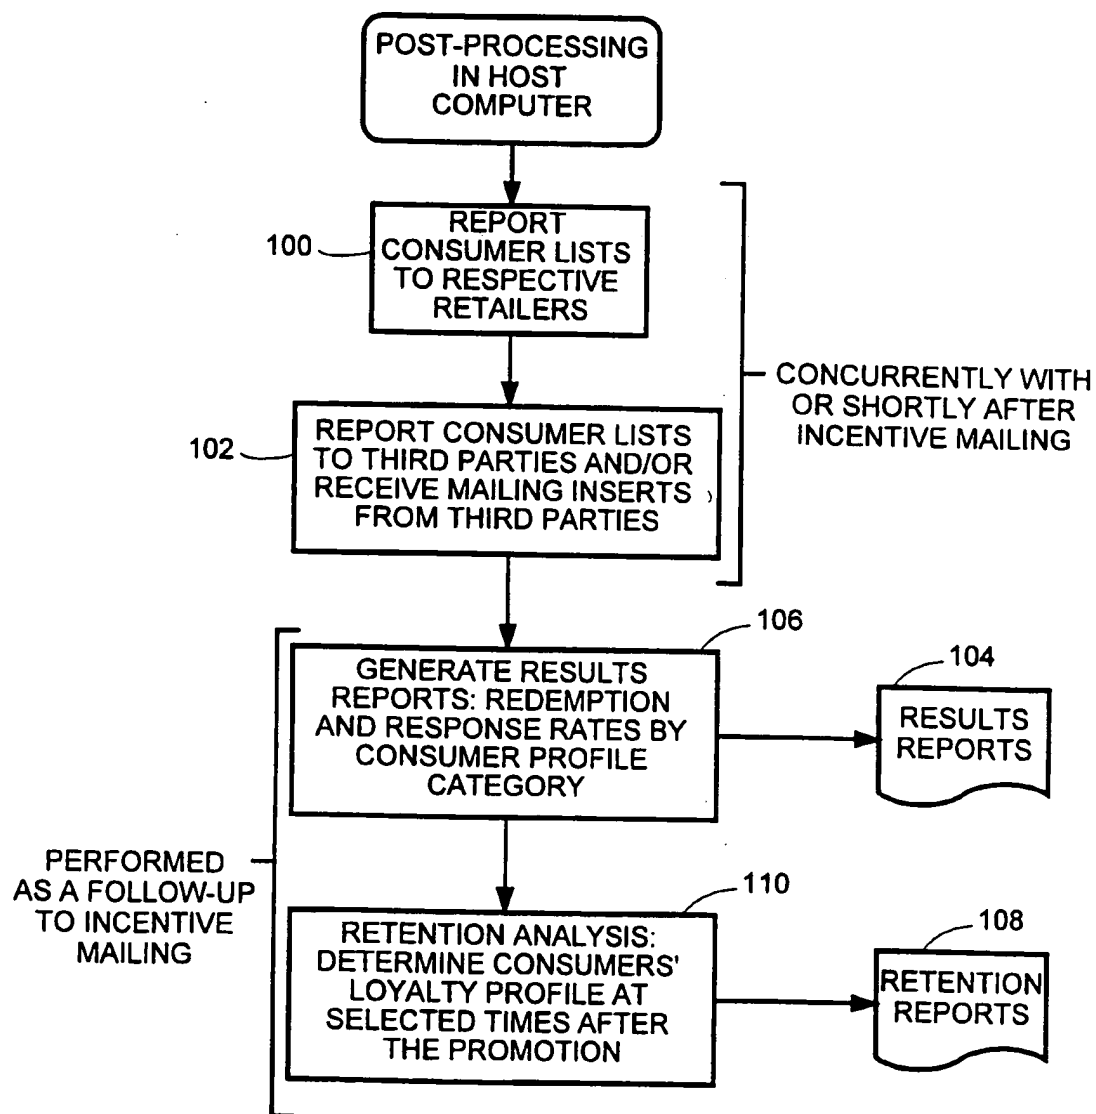 POST-PROCESSING
IN HOST
COMPUTER
100
REPORT
CONSUMER LISTS
TO RESPECTIVE
RETAILERS
CONCURRENTLY WITH
OR SHORTLY AFTER
INCENTIVE MAILING
102
REPORT CONSUMER LISTS
TO THIRD PARTIES AND/OR
RECEIVE MAILING INSERTS
FROM THIRD PARTIES
106
GENERATE RESULTS
REPORTS: REDEMPTION
AND RESPONSE RATES BY
CONSUMER PROFILE
CATEGORY
104
RESULTS
REPORTS
PERFORMED
AS A FOLLOW-UP
TO INCENTIVE
MAILING
110
RETENTION ANALYSIS:
DETERMINE CONSUMERS'
LOYALTY PROFILE AT
SELECTED TIMES AFTER
THE PROMOTION
108
RETENTION
REPORTS